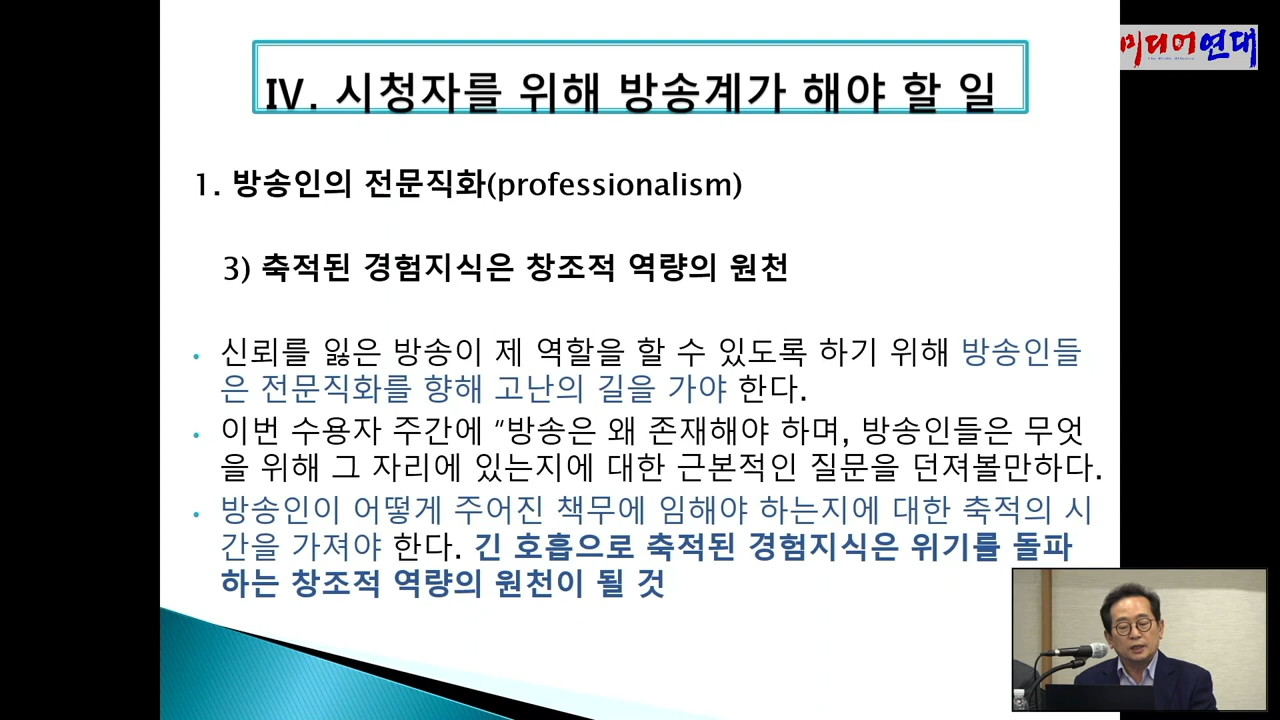 미디어연대
Ⅳ. 시청자를 위해 방송계가 해야 할 일
1. 방송인의 전문직화(professionalism)
3) 축적된 경험지식은 창조적 역량의 원천
• 신뢰를 잃은 방송이 제 역할을 할 수 있도록 하기 위해 방송인들
은 전문직화를 향해 고난의 길을 가야 한다.
• 이번 수용자 주간에 “방송은 왜 존재해야 하며, 방송인들은 무엇
을 위해 그 자리에 있는지에 대한 근본적인 질문을 던져볼만하다.
• 방송인이 어떻게 주어진 책무에 임해야 하는지에 대한 축적의 시
간을 가져야 한다. 긴 호흡으로 축적된 경험지식은 위기를 돌파
하는 창조적 역량의 원천이 될 것